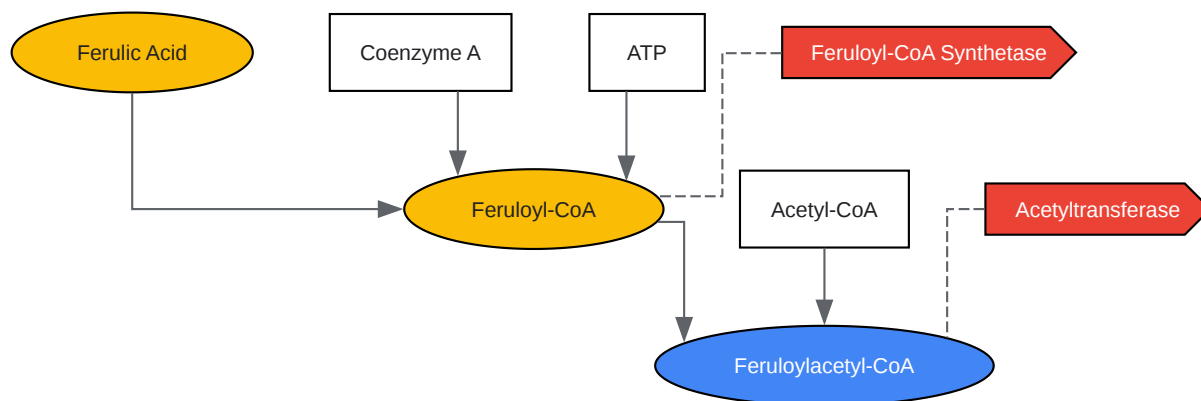 Ferulic Acid
Coenzyme A
ATP
Feruloyl-CoA Synthetase
Feruloyl-CoA
Acetyl-CoA
Acetyltransferase
Feruloylacetyl-CoA